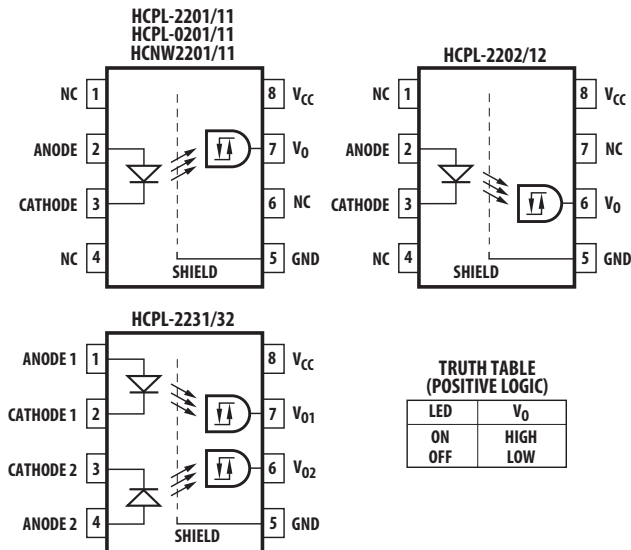 HCPL-2201/11
HCPL-0201/11
HCNW2201/11
NC 1
ANODE 2
CATHODE 3
NC 4
8 VCC
7 VO
6 NC
5 GND
SHIELD
HCPL-2202/12
NC 1
ANODE 2
CATHODE 3
NC 4
8 VCC
7 NC
6 VO
5 GND
SHIELD
HCPL-2231/32
ANODE 1 1
CATHODE 1 2
CATHODE 2 3
ANODE 2 4
8 VCC
7 VO1
6 VO2
5 GND
SHIELD
TRUTH TABLE
(POSITIVE LOGIC)
LED VO
ON HIGH
OFF LOW